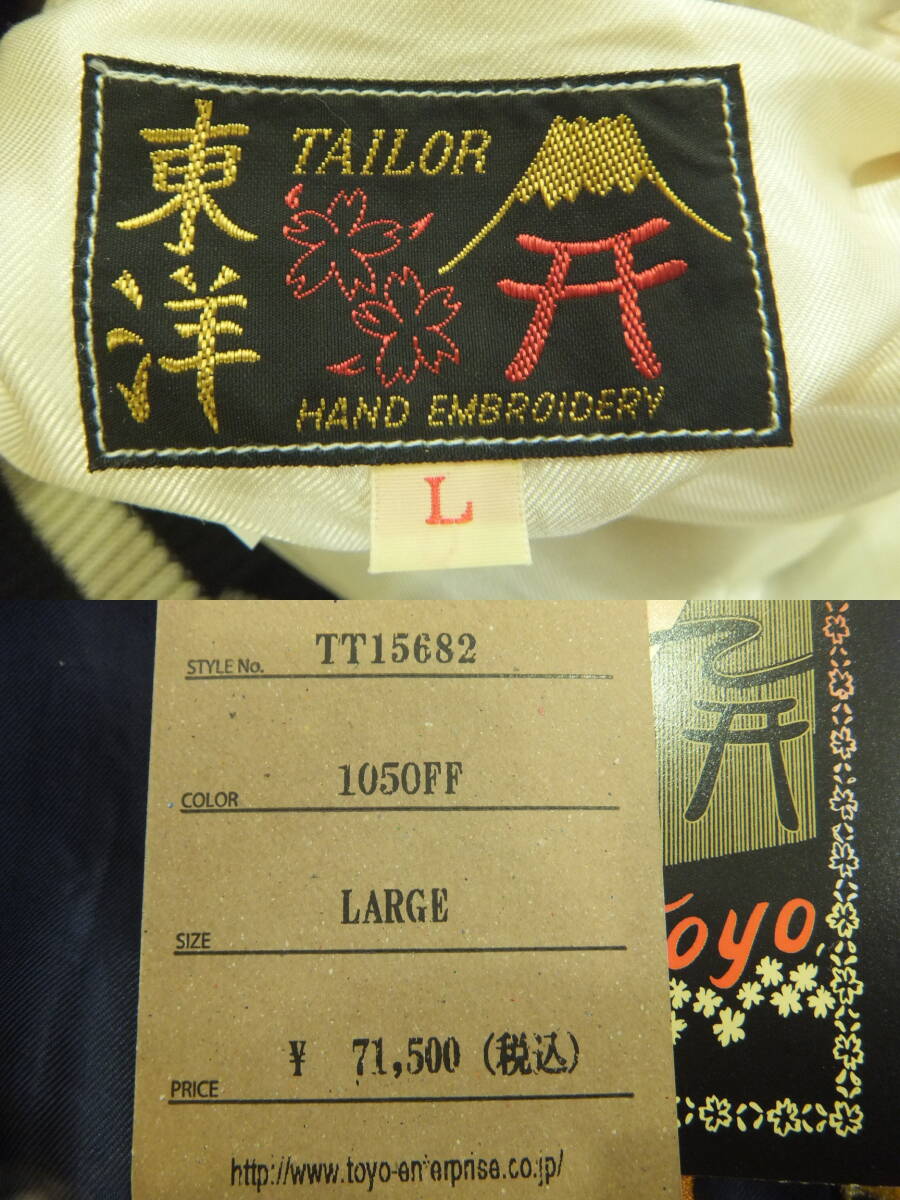 東洋
TAILOR
HAND EMBROIDERY
L
STYLE No. TT15682
COLOR 105OFF
SIZE LARGE
PRICE ¥ 71,500 (税込)
http://www.toyo-enterprise.co.jp/
Toyo